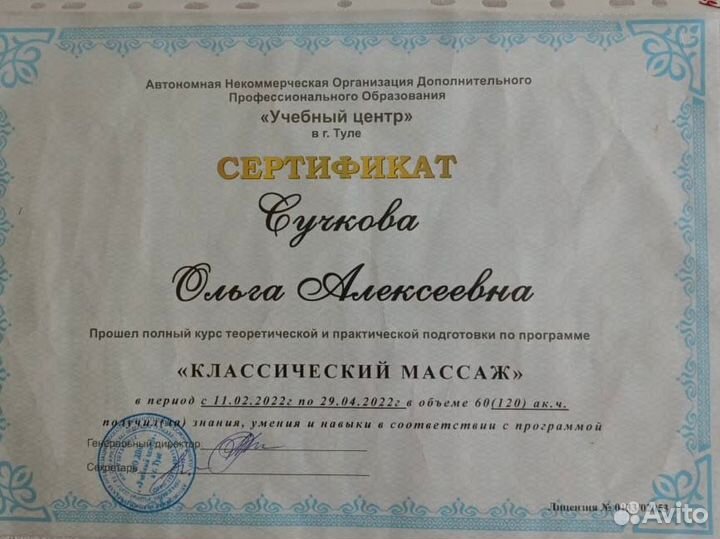 Автономная Некоммерческая Организация Дополнительного
Профессионального Образования
«Учебный центр»
в г. Туле
СЕРТИФИКАТ
Сучкова
Ольга Алексеевна
Прошел полный курс теоретической и практической подготовки по программе
«КЛАССИЧЕСКИЙ МАССАЖ»
в период с 11.02.2022г по 29.04.2022г в объеме 60(120) ак.ч.
получил(ла) знания, умения и навыки в соответствии с программой
Генеральный директор
Секретарь
Лицензия №
Avito